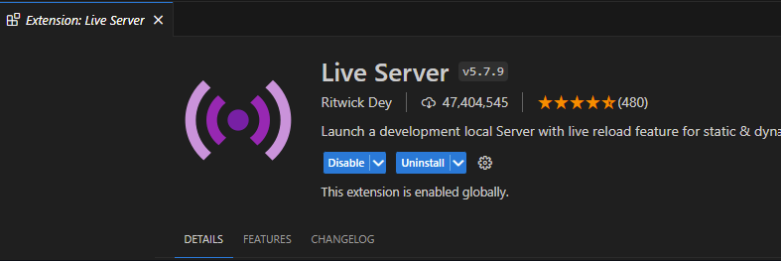 Extension: Live Server
Live Server v5.7.9
Ritwick Dey 47,404,545 (480)
Launch a development local Server with live reload feature for static & dyna
Disable Uninstall
This extension is enabled globally.
DETAILS FEATURES CHANGELOG